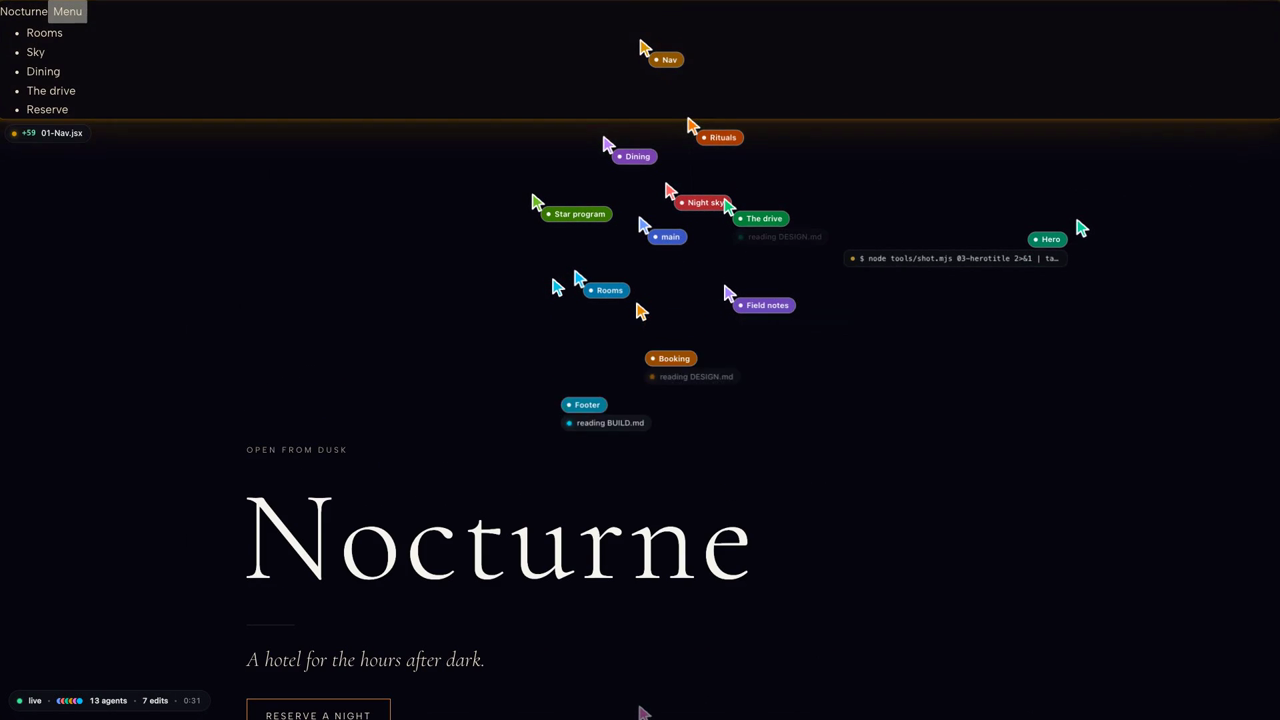 Nocturne Menu
Rooms
Sky
Dining
The drive
Reserve
+59 01-Nav.jsx
Nav
Rituals
Dining
Night sky
Star program
The drive
main
reading DESIGN.md
Hero
$ node tools/shot.mjs 03-herotitle 2>&1 | ta…
Rooms
Field notes
Booking
reading DESIGN.md
Footer
reading BUILD.md
OPEN FROM DUSK
Nocturne
A hotel for the hours after dark.
live · 13 agents · 7 edits · 0:31
RESERVE A NIGHT